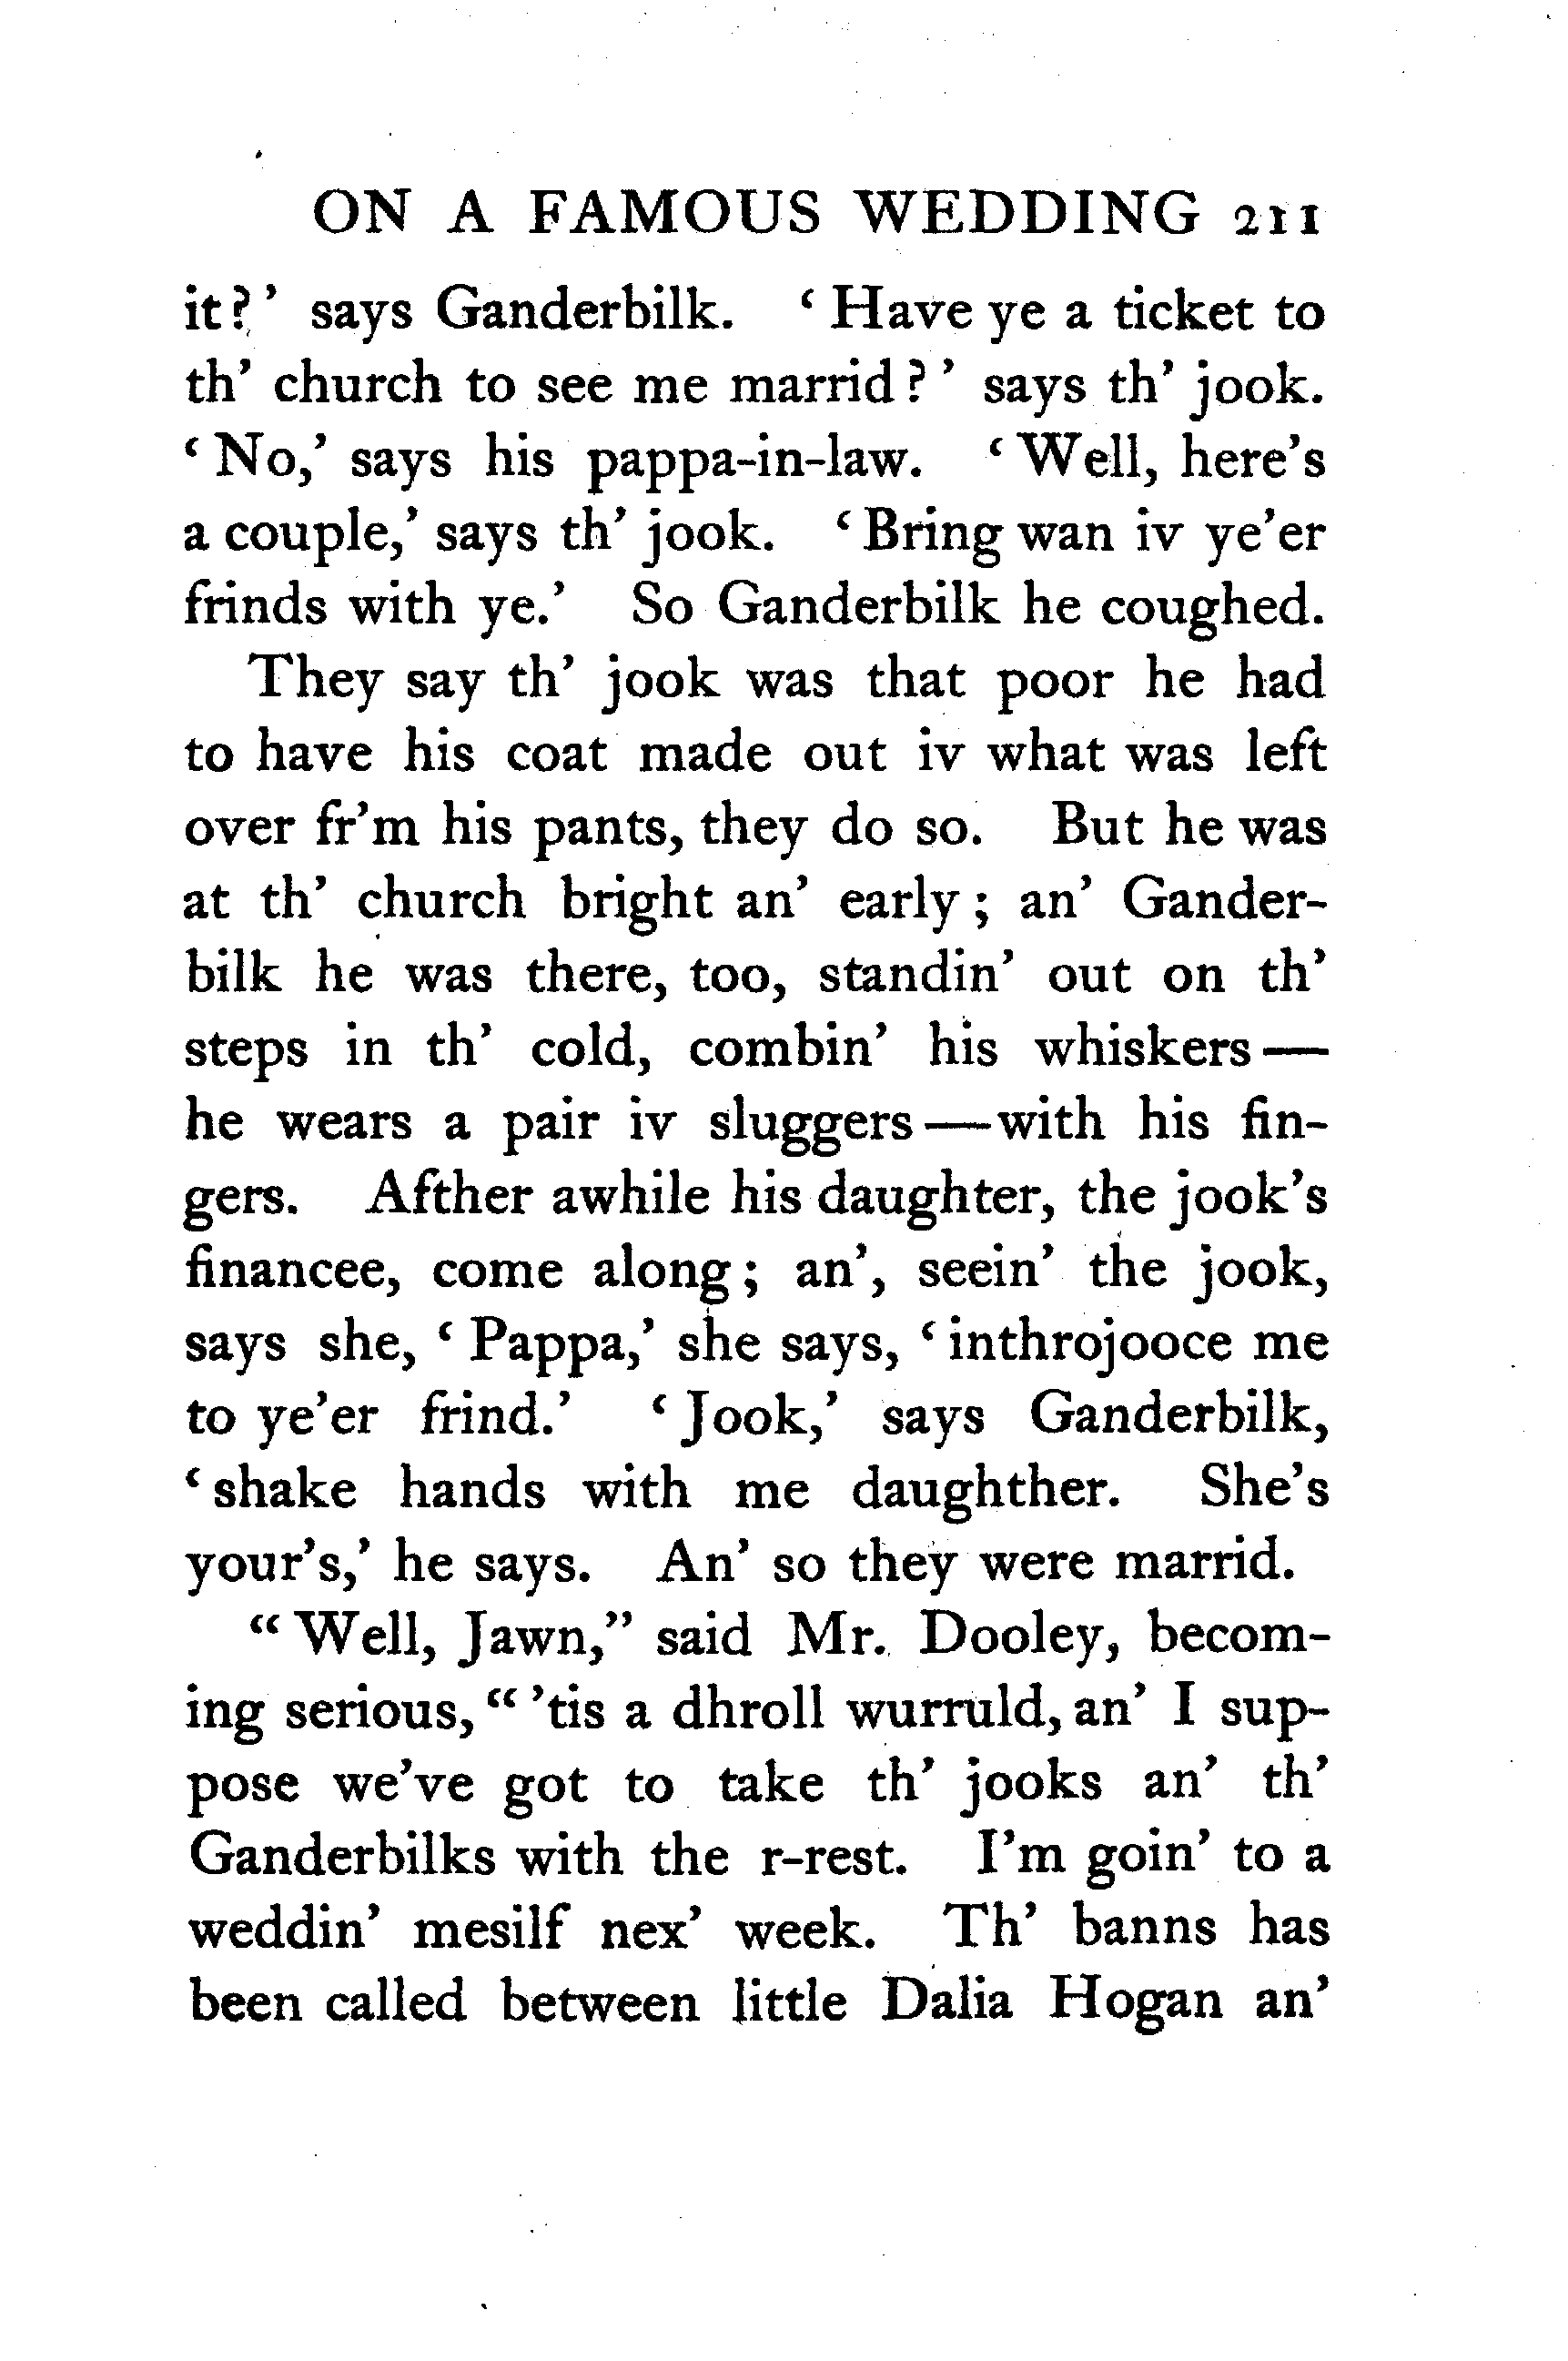 ON A FAMOUS WEDDING 211
it?' says Ganderbilk. 'Have ye a ticket to
th' church to see me marrid?' says th' jook.
'No,' says his pappa-in-law. 'Well, here's
a couple,' says th' jook. 'Bring wan iv ye'er
frinds with ye.' So Ganderbilk he coughed.
They say th' jook was that poor he had
to have his coat made out iv what was left
over fr'm his pants, they do so. But he was
at th' church bright an' early; an' Gander-
bilk he was there, too, standin' out on th'
steps in th' cold, combin' his whiskers—
he wears a pair iv sluggers—with his fin-
gers. Afther awhile his daughter, the jook's
financee, come along; an', seein' the jook,
says she, 'Pappa,' she says, 'inthrojooce me
to ye'er frind.' 'Jook,' says Ganderbilk,
'shake hands with me daughther. She's
your's,' he says. An' so they were marrid.
"Well, Jawn," said Mr. Dooley, becom-
ing serious, "'tis a dhroll wurruld, an' I sup-
pose we've got to take th' jooks an' th'
Ganderbilks with the r-rest. I'm goin' to a
weddin' mesilf nex' week. Th' banns has
been called between little Dalia Hogan an'